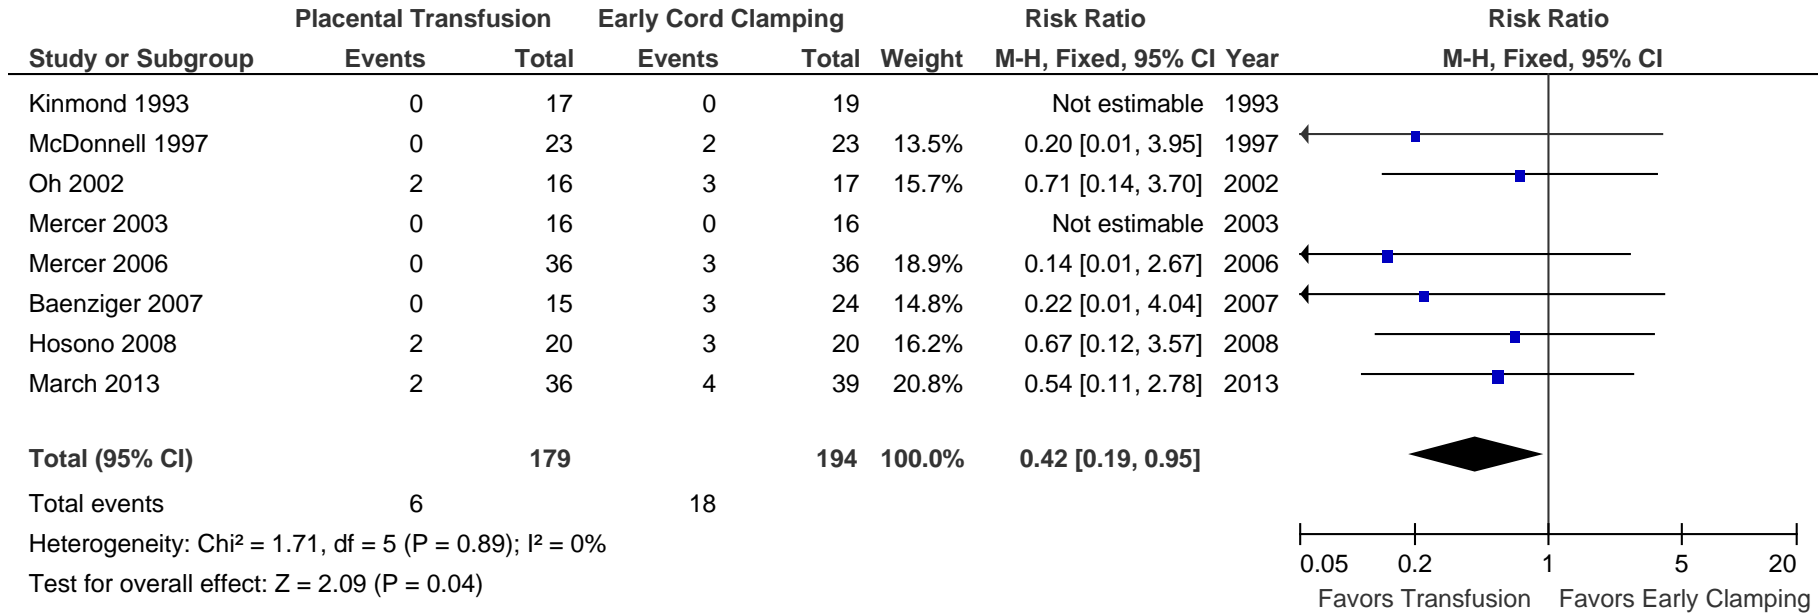 Placental Transfusion Early Cord Clamping Risk Ratio Risk Ratio
Study or Subgroup Events Total Events Total Weight M-H, Fixed, 95% CI Year M-H, Fixed, 95% CI
Kinmond 1993 0 17 0 19 Not estimable 1993
McDonnell 1997 0 23 2 23 13.5% 0.20 [0.01, 3.95] 1997
Oh 2002 2 16 3 17 15.7% 0.71 [0.14, 3.70] 2002
Mercer 2003 0 16 0 16 Not estimable 2003
Mercer 2006 0 36 3 36 18.9% 0.14 [0.01, 2.67] 2006
Baenziger 2007 0 15 3 24 14.8% 0.22 [0.01, 4.04] 2007
Hosono 2008 2 20 3 20 16.2% 0.67 [0.12, 3.57] 2008
March 2013 2 36 4 39 20.8% 0.54 [0.11, 2.78] 2013
Total (95% CI) 179 194 100.0% 0.42 [0.19, 0.95]
Total events 6 18
Heterogeneity: Chi² = 1.71, df = 5 (P = 0.89); I² = 0%
Test for overall effect: Z = 2.09 (P = 0.04)
0.05 0.2 1 5 20
Favors Transfusion Favors Early Clamping